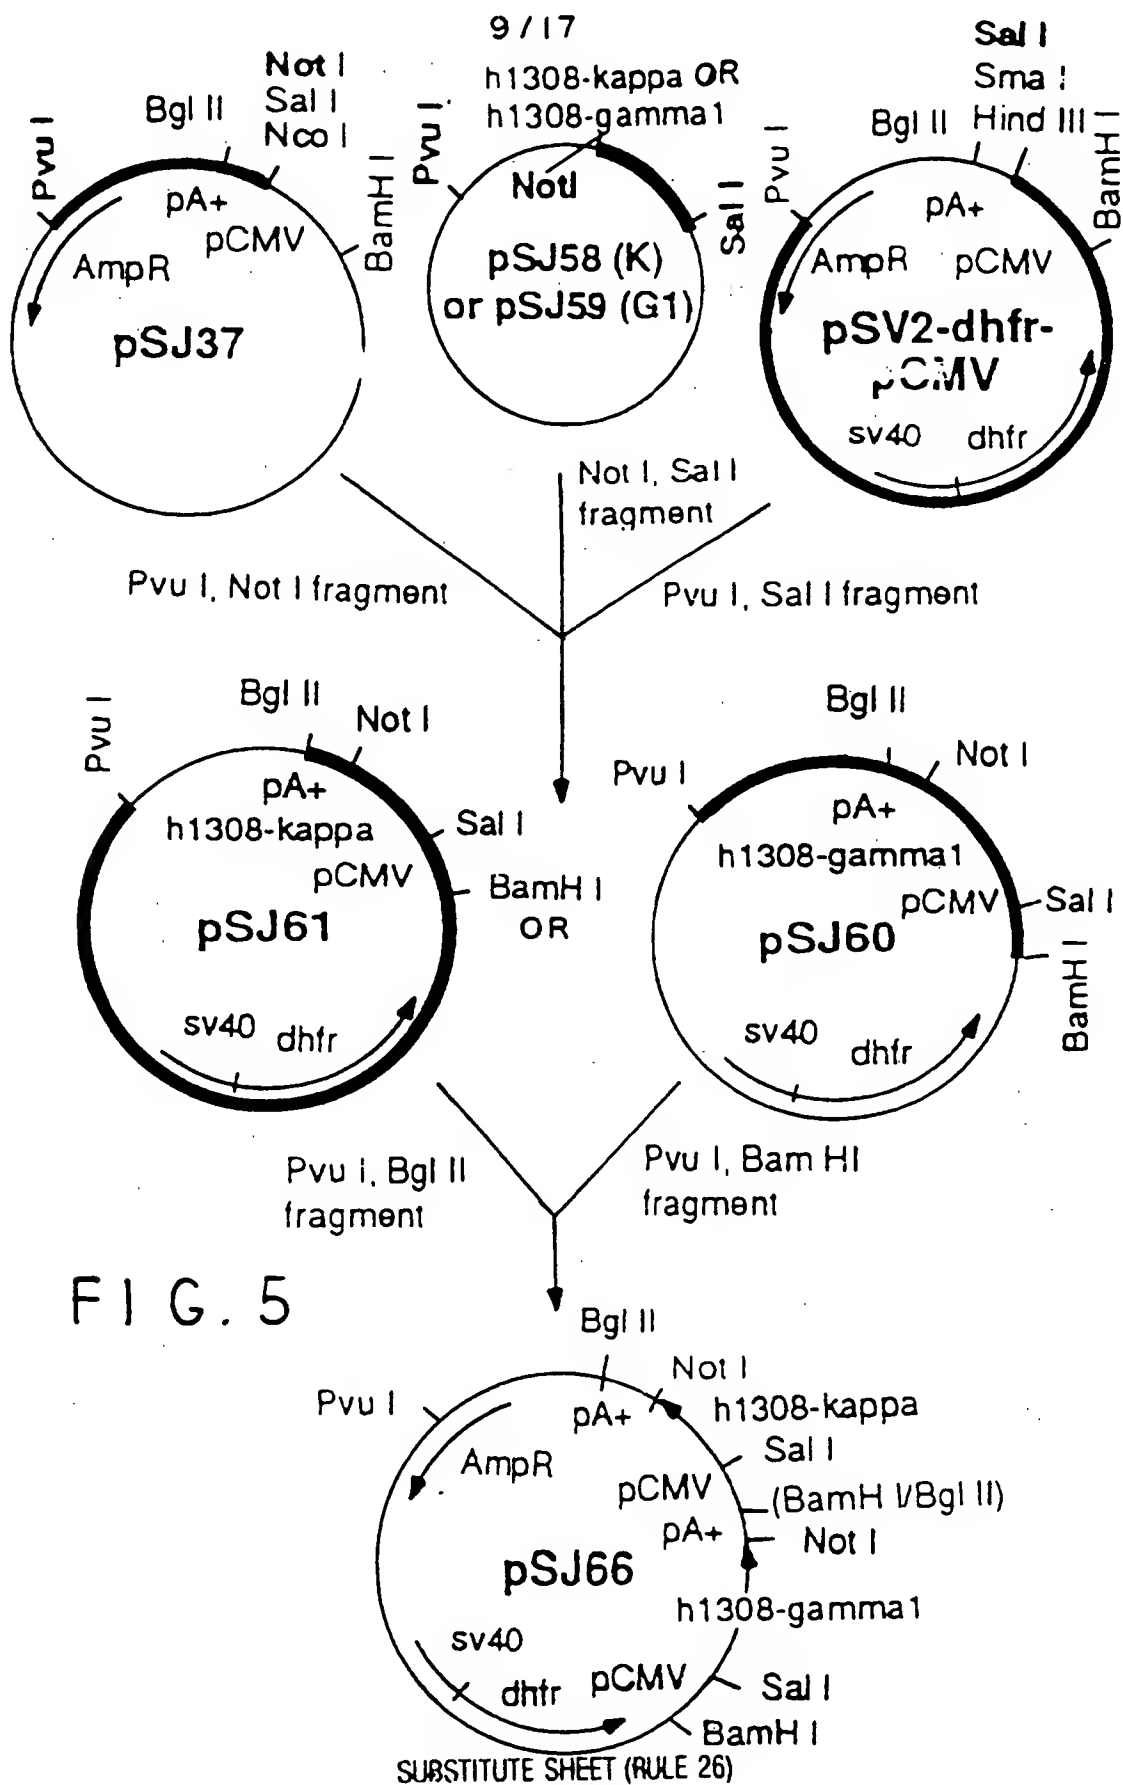 9/17
Not I
Sal I
Nco I
Bgl II
Pvu I
BamH I
pA+
pCMV
AmpR
pSJ37
h1308-kappa OR
h1308-gamma1
Pvu I
NotI
Sal I
pSJ58 (K)
or pSJ59 (G1)
Sal I
Sma I
Hind III
Bgl II
Pvu I
BamH I
pA+
AmpR
pCMV
pSV2-dhfr-
pCMV
sv40
dhfr
Not I, Sal I
fragment
Pvu I, Not I fragment
Pvu I, Sal I fragment
Pvu I
Bgl II
Not I
pA+
h1308-kappa
Sal I
pCMV
BamH I
OR
pSJ61
sv40
dhfr
Bgl II
Pvu I
Not I
pA+
h1308-gamma1
pCMV
Sal I
BamH I
pSJ60
sv40
dhfr
Pvu I, Bgl II
fragment
Pvu I, Bam HI
fragment
FIG. 5
Bgl II
Not I
Pvu I
pA+
h1308-kappa
AmpR
Sal I
pCMV
(BamH I/Bgl II)
pA+
Not I
pSJ66
h1308-gamma1
sv40
dhfr
pCMV
Sal I
BamH I
SUBSTITUTE SHEET (RULE 26)